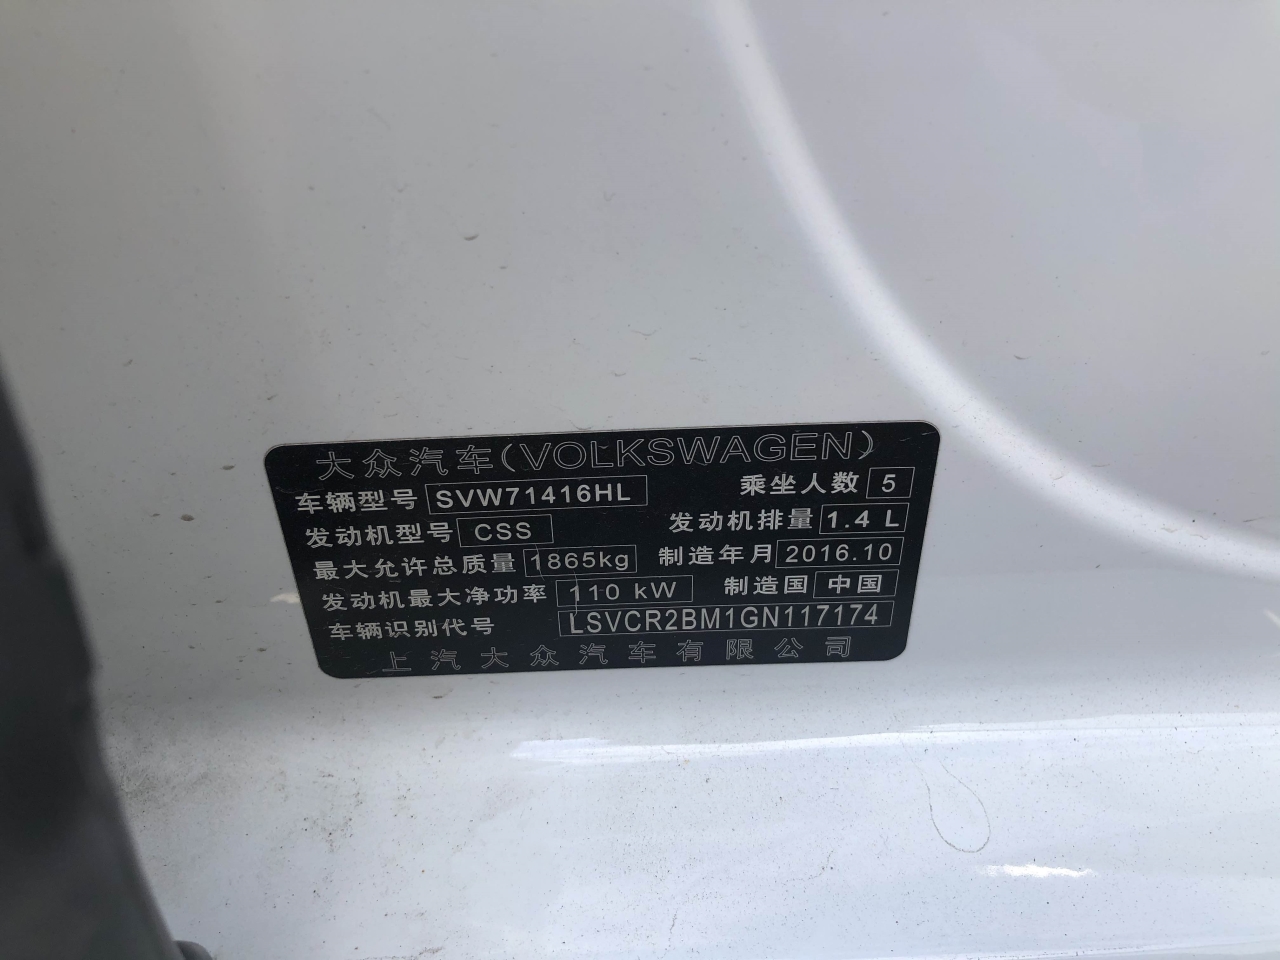 大众汽车(VOLKSWAGEN)
车辆型号 SVW71416HL 乘坐人数 5
发动机型号 CSS 发动机排量 1.4 L
最大允许总质量 1865kg 制造年月 2016.10
发动机最大净功率 110 kW 制造国 中国
车辆识别代号 LSVCR2BM1GN117174
上汽大众汽车有限公司